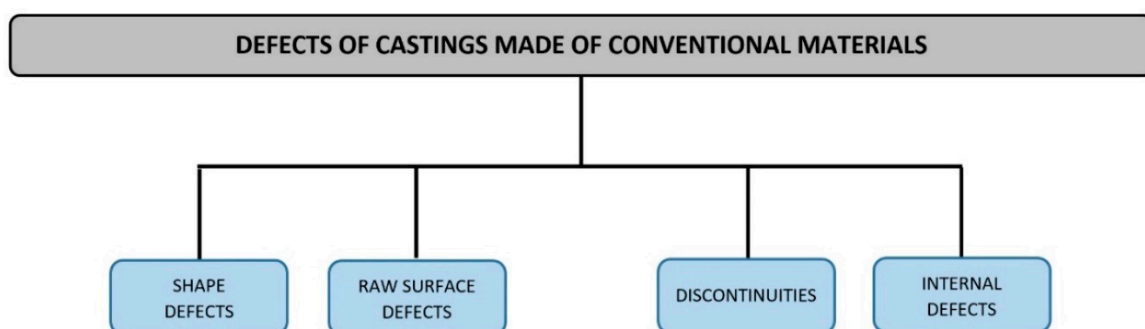 DEFECTS OF CASTINGS MADE OF CONVENTIONAL MATERIALS
SHAPE
DEFECTS
RAW SURFACE
DEFECTS
DISCONTINUITIES
INTERNAL
DEFECTS